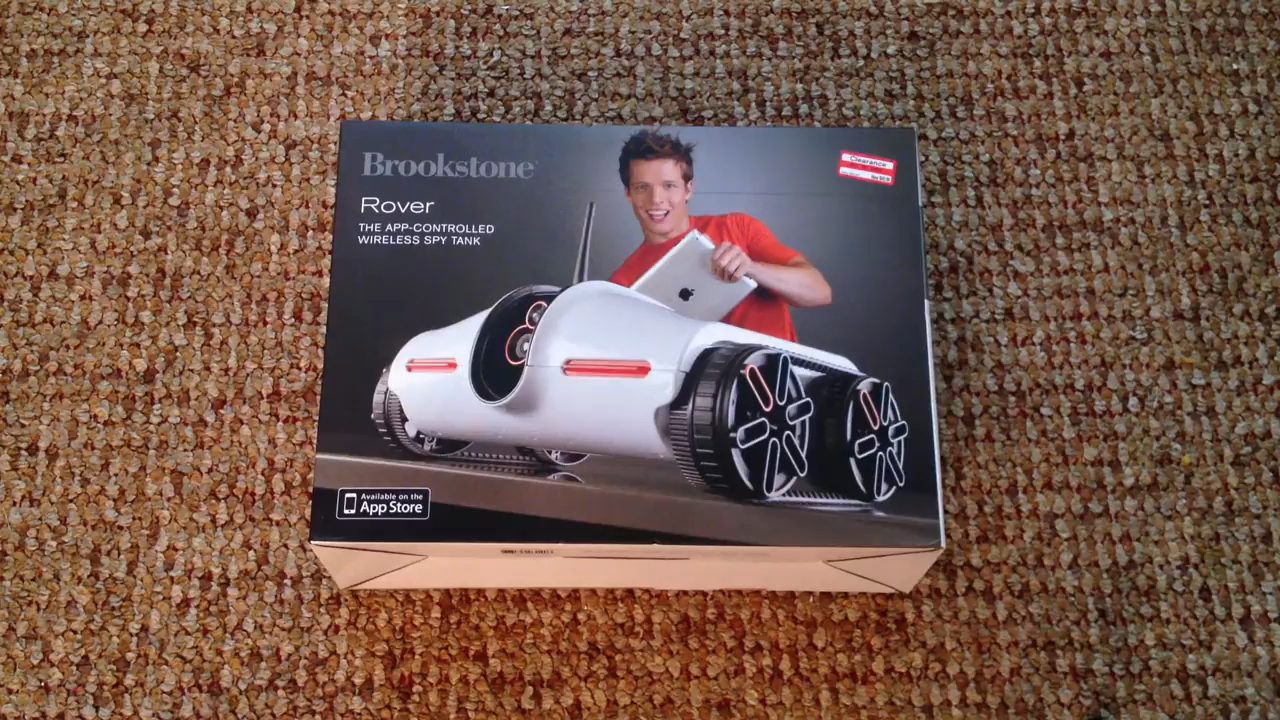 Brookstone
Rover
THE APP-CONTROLLED
WIRELESS SPY TANK
Clearance
Available on the
App Store